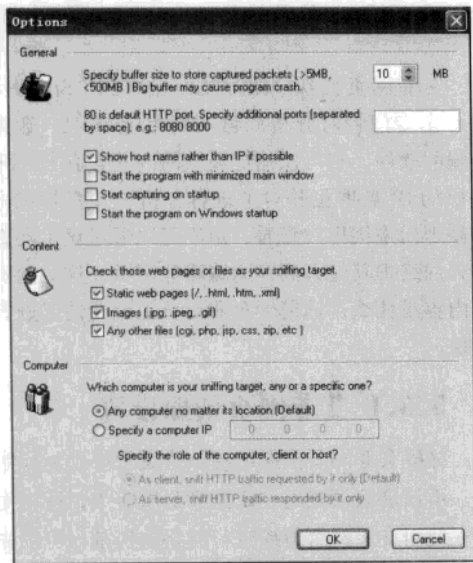 Options
General
Specify buffer size to store captured packets ( >5MB,
<500MB ) Big buffer may cause program crash.
10
MB
80 is default HTTP port. Specify additional ports (separated
by space). e.g.: 8080 8000
Show host name rather than IP if possible
Start the program with minimized main window
Start capturing on startup
Start the program on Windows startup
Content
Check those web pages or files as your sniffing target.
Static web pages (/, .html, .htm, .xml)
Images (.jpg, .jpeg, .gif)
Any other files (cgi, php, jsp, css, zip, etc )
Computer
Which computer is your sniffing target, any or a specific one?
Any computer no matter its location (Default)
Specify a computer IP
0 . 0 . 0 . 0
Specify the role of the computer, client or host?
As client, sniff HTTP traffic requested by it only (Default)
As server, sniff HTTP traffic responded by it only
OK
Cancel